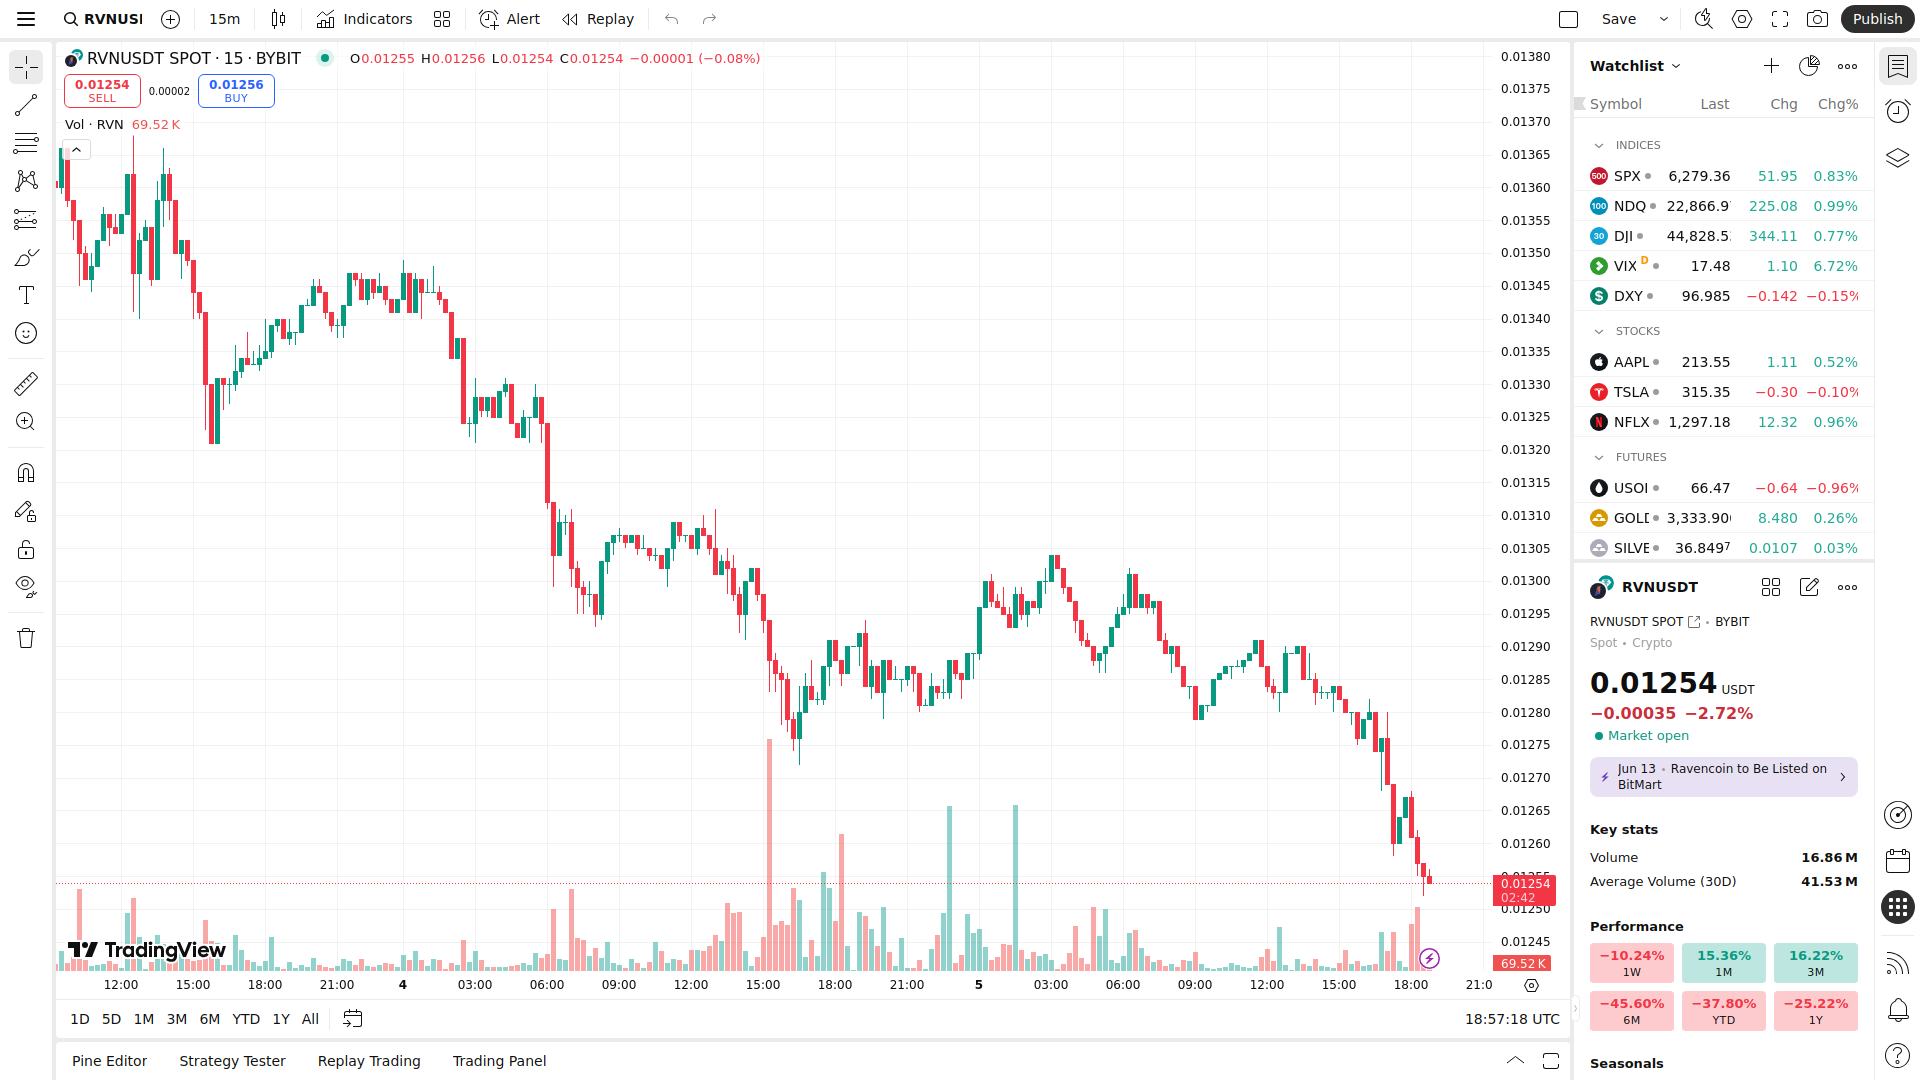 RVNUSI
15m
Indicators
Alert
Replay
Save
Publish
RVNUSDT SPOT · 15 · BYBIT
O0.01255 H0.01256 L0.01254 C0.01254 −0.00001 (−0.08%)
0.01254
SELL
0.00002
0.01256
BUY
Vol · RVN 69.52 K
0.01380
0.01375
0.01370
0.01365
0.01360
0.01355
0.01350
0.01345
0.01340
0.01335
0.01330
0.01325
0.01320
0.01315
0.01310
0.01305
0.01300
0.01295
0.01290
0.01285
0.01280
0.01275
0.01270
0.01265
0.01260
0.01254
02:42
0.01250
0.01245
69.52 K
TradingView
12:00 15:00 18:00 21:00 4 03:00 06:00 09:00 12:00 15:00 18:00 21:00 5 03:00 06:00 09:00 12:00 15:00 18:00 21:0
1D 5D 1M 3M 6M YTD 1Y All
18:57:18 UTC
Pine Editor Strategy Tester Replay Trading Trading Panel
Watchlist
Symbol Last Chg Chg%
INDICES
500 SPX 6,279.36 51.95 0.83%
100 NDQ 22,866.9 225.08 0.99%
30 DJI 44,828.5 344.11 0.77%
VIX D 17.48 1.10 6.72%
DXY 96.985 −0.142 −0.15%
STOCKS
AAPL 213.55 1.11 0.52%
TSLA 315.35 −0.30 −0.10%
NFLX 1,297.18 12.32 0.96%
FUTURES
USOI 66.47 −0.64 −0.96%
GOLD 3,333.90 8.480 0.26%
SILVE 36.8497 0.0107 0.03%
RVNUSDT
RVNUSDT SPOT • BYBIT
Spot • Crypto
0.01254 USDT
−0.00035 −2.72%
Market open
Jun 13 • Ravencoin to Be Listed on
BitMart
Key stats
Volume 16.86 M
Average Volume (30D) 41.53 M
Performance
−10.24%
1W
15.36%
1M
16.22%
3M
−45.60%
6M
−37.80%
YTD
−25.22%
1Y
Seasonals